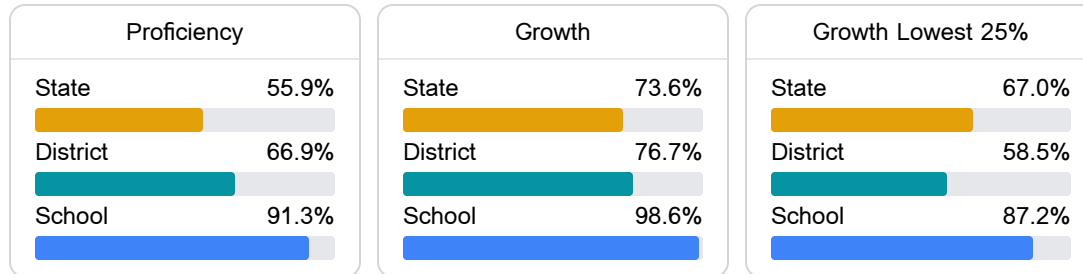 Proficiency
State 55.9%
District 66.9%
School 91.3%
Growth
State 73.6%
District 76.7%
School 98.6%
Growth Lowest 25%
State 67.0%
District 58.5%
School 87.2%